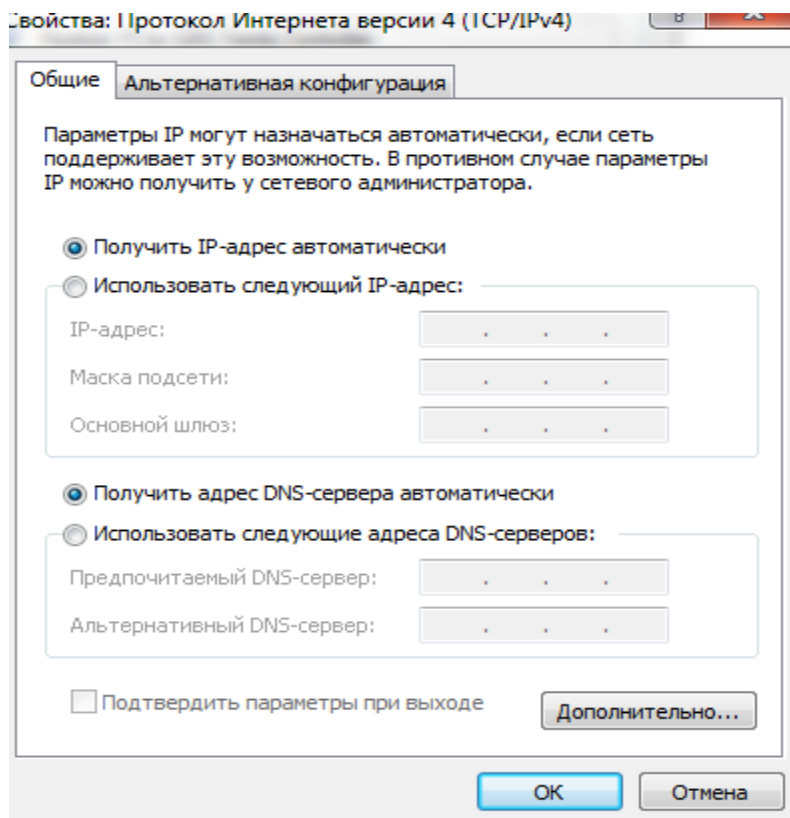 Свойства: Протокол Интернета версии 4 (TCP/IPv4)
Общие
Альтернативная конфигурация
Параметры IP могут назначаться автоматически, если сеть
поддерживает эту возможность. В противном случае параметры
IP можно получить у сетевого администратора.
Получить IP-адрес автоматически
Использовать следующий IP-адрес:
IP-адрес:
Маска подсети:
Основной шлюз:
Получить адрес DNS-сервера автоматически
Использовать следующие адреса DNS-серверов:
Предпочитаемый DNS-сервер:
Альтернативный DNS-сервер:
Подтвердить параметры при выходе
Дополнительно...
ОК
Отмена